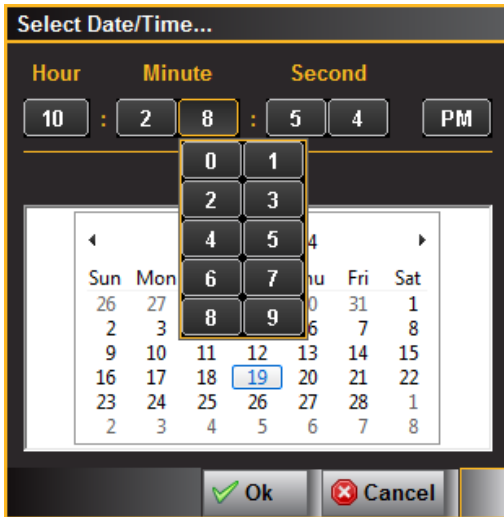 Select Date/Time...
Hour Minute Second
10 : 2 8 : 5 4 PM
0 1
2 3
4 5 4
6 7
8 9
Sun Mon Fri Sat
26 27 0 31 1
2 3 6 7 8
9 10 11 12 13 14 15
16 17 18 19 20 21 22
23 24 25 26 27 28 1
2 3 4 5 6 7 8
Ok Cancel